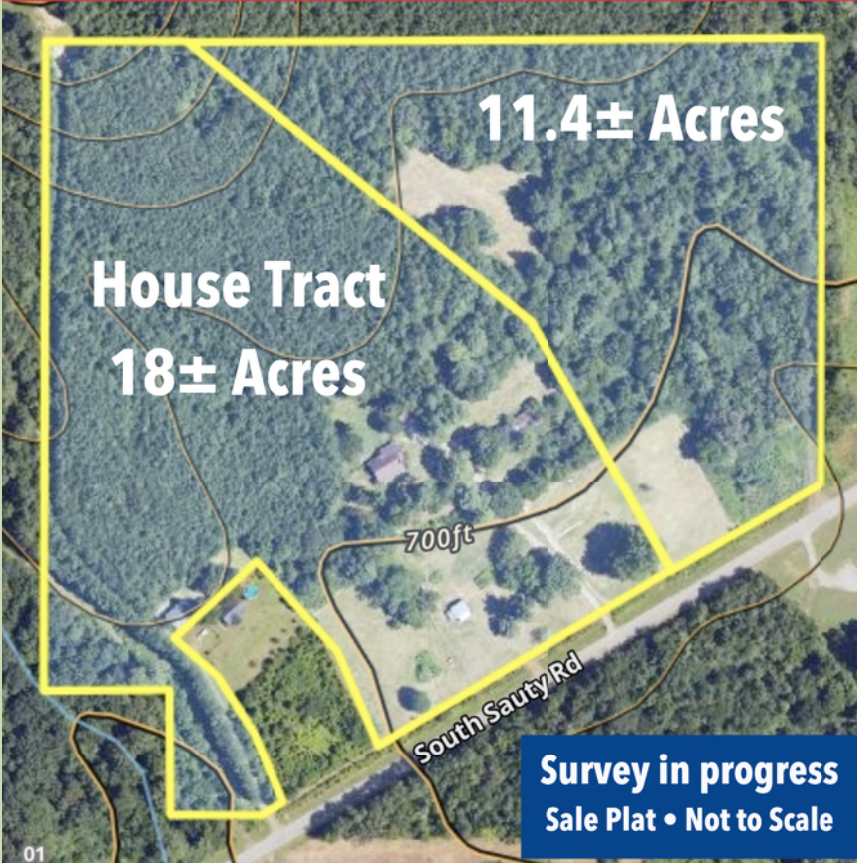 11.4± Acres
House Tract
18± Acres
700ft
South Sauty Rd
Survey in progress
Sale Plat • Not to Scale
01